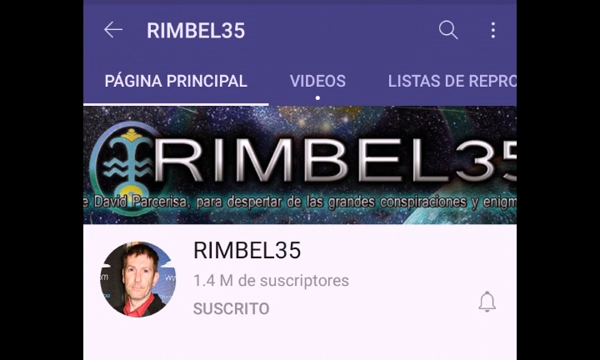 RIMBEL35
PÁGINA PRINCIPAL VIDEOS LISTAS DE REPRO
RIMBEL35
e David Parcerisa, para despertar de las grandes conspiraciones y enigm
RIMBEL35
1.4 M de suscriptores
SUSCRITO